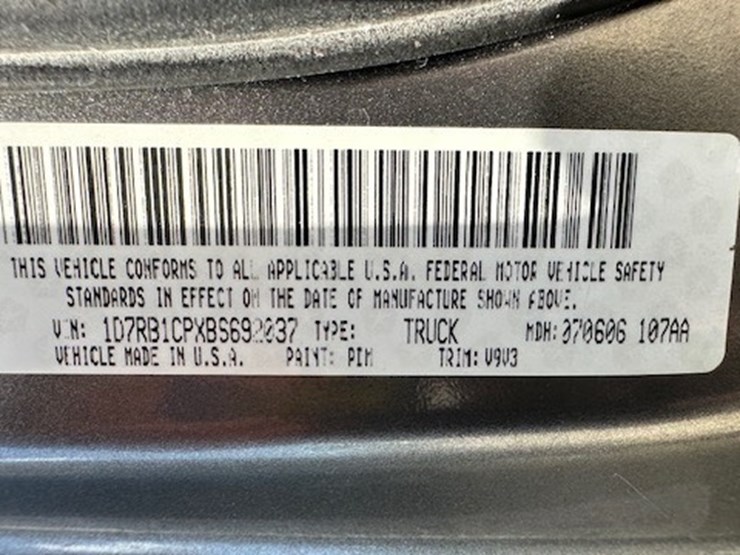 THIS VEHICLE CONFORMS TO ALL APPLICABLE U.S.A. FEDERAL MOTOR VEHICLE SAFETY
STANDARDS IN EFFECT ON THE DATE OF MANUFACTURE SHOWN ABOVE.
VIN: 1D7RB1CPXBS692037 TYPE: TRUCK MDH: 070606 107AA
VEHICLE MADE IN U.S.A. PAINT: PDM TRIM: V9V3